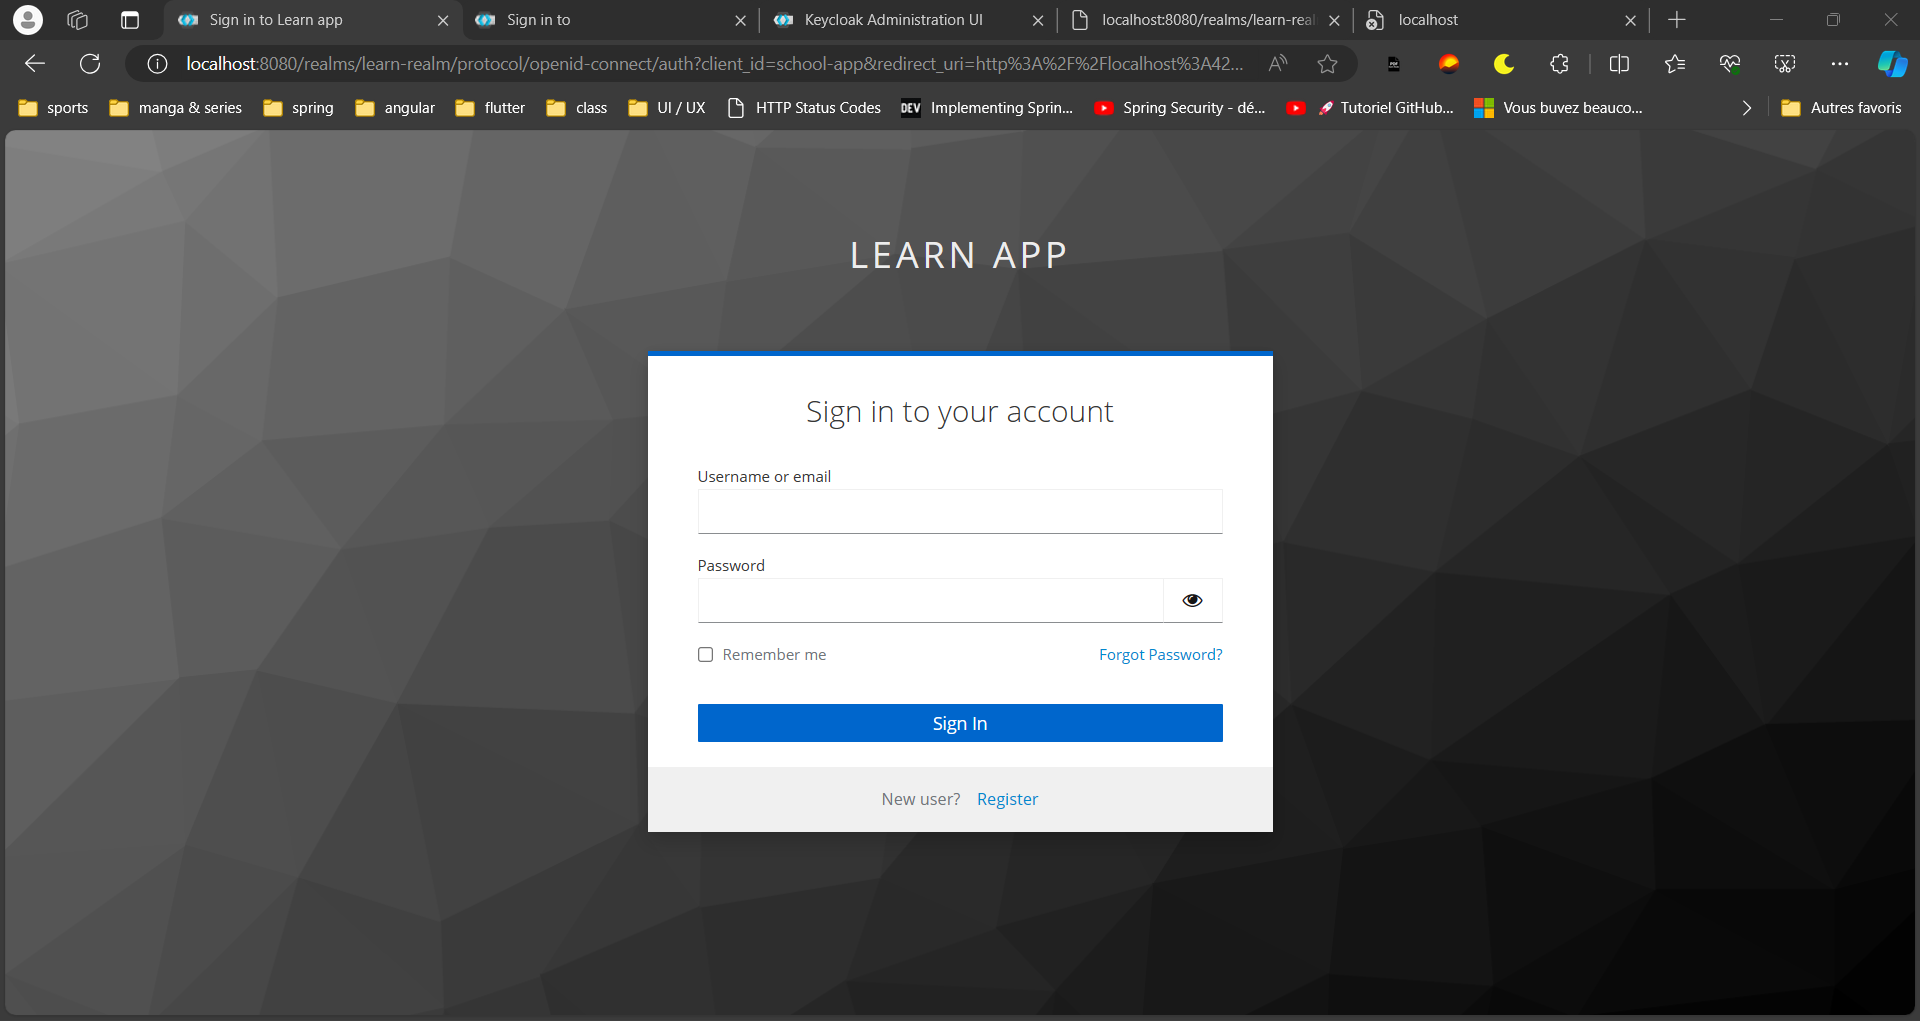 Sign in to Learn app
Sign in to
Keycloak Administration UI
localhost:8080/realms/learn-real
localhost
localhost:8080/realms/learn-realm/protocol/openid-connect/auth?client_id=school-app&redirect_uri=http%3A%2F%2Flocalhost%3A42...
sports
manga & series
spring
angular
flutter
class
UI / UX
HTTP Status Codes
DEV
Implementing Sprin...
Spring Security - dé...
Tutoriel GitHub...
Vous buvez beauco...
Autres favoris
LEARN APP
Sign in to your account
Username or email
Password
Remember me
Forgot Password?
Sign In
New user? Register